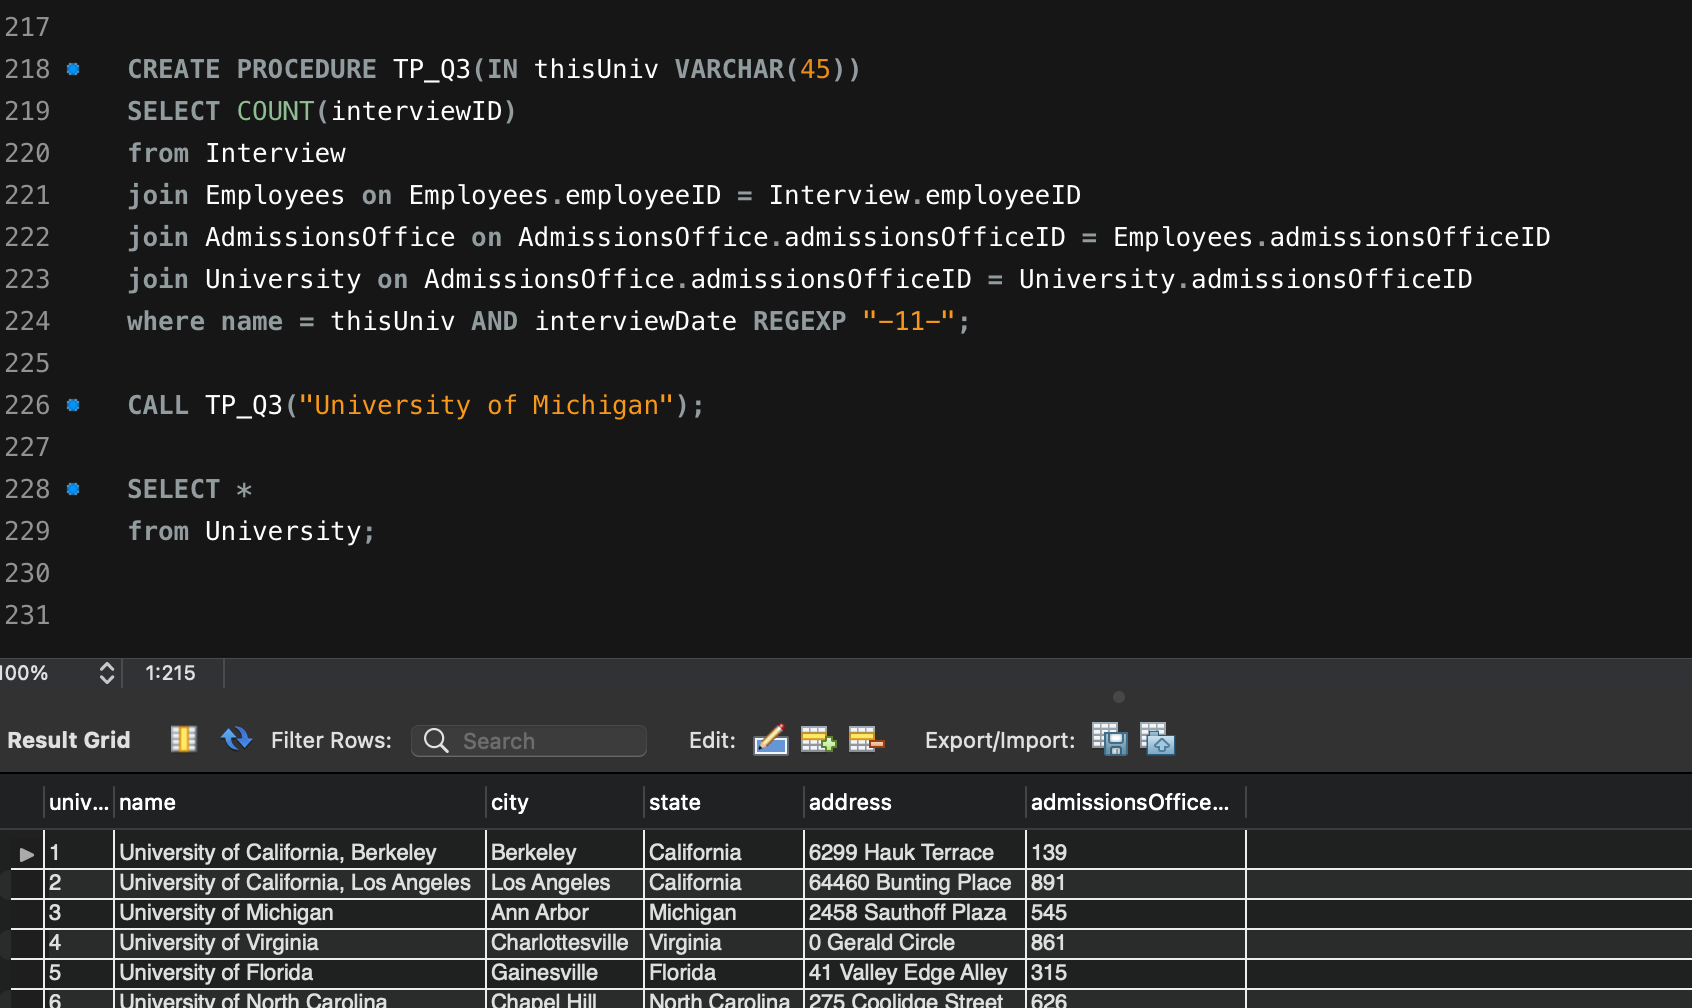 217
218 CREATE PROCEDURE TP_Q3(IN thisUniv VARCHAR(45))
219 SELECT COUNT(interviewID)
220 from Interview
221 join Employees on Employees.employeeID = Interview.employeeID
222 join AdmissionsOffice on AdmissionsOffice.admissionsOfficeID = Employees.admissionsOfficeID
223 join University on AdmissionsOffice.admissionsOfficeID = University.admissionsOfficeID
224 where name = thisUniv AND interviewDate REGEXP "-11-";
225
226 CALL TP_Q3("University of Michigan");
227
228 SELECT *
229 from University;
230
231
100% 1:215
Result Grid Filter Rows: Search Edit: Export/Import:
univ... name city state address admissionsOffice...
1 University of California, Berkeley Berkeley California 6299 Hauk Terrace 139
2 University of California, Los Angeles Los Angeles California 64460 Bunting Place 891
3 University of Michigan Ann Arbor Michigan 2458 Sauthoff Plaza 545
4 University of Virginia Charlottesville Virginia 0 Gerald Circle 861
5 University of Florida Gainesville Florida 41 Valley Edge Alley 315
6 University of North Carolina Chapel Hill North Carolina 275 Coolidge Street 626